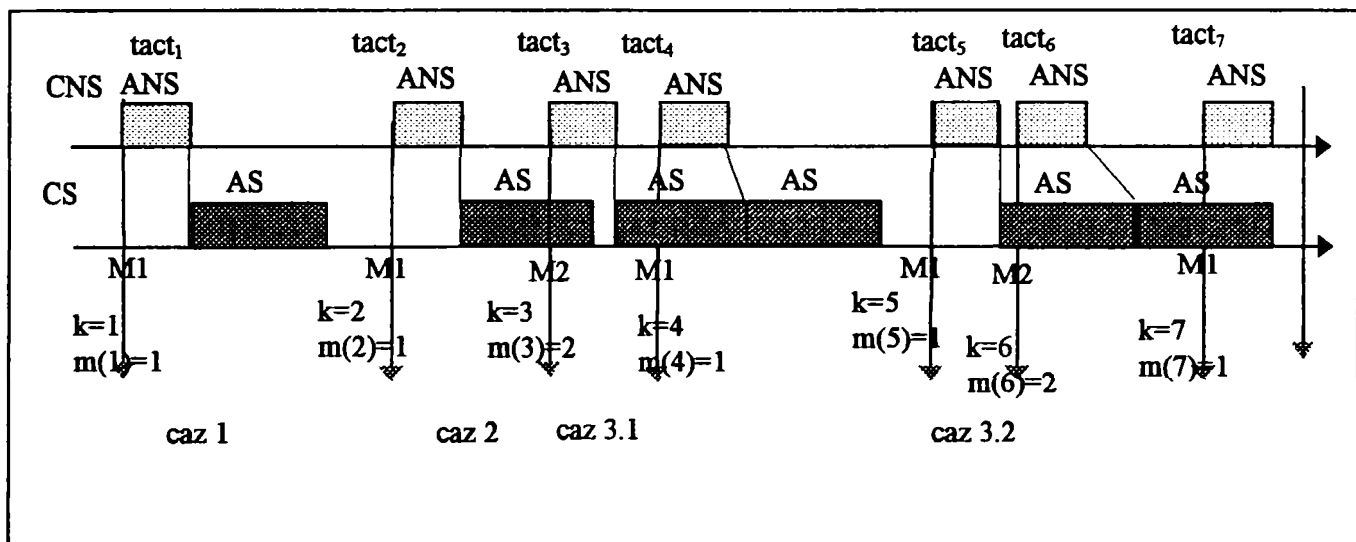 tact₁ tact₂ tact₃ tact₄ tact₅ tact₆ tact₇
CNS ANS ANS ANS ANS ANS ANS ANS
CS AS AS AS AS AS AS
M1 M1 M2 M1 M1 M2 M1
k=1 k=2 k=3 k=4 k=5 k=6 k=7
m(1)=1 m(2)=1 m(3)=2 m(4)=1 m(5)=1 m(6)=2 m(7)=1
caz 1 caz 2 caz 3.1 caz 3.2